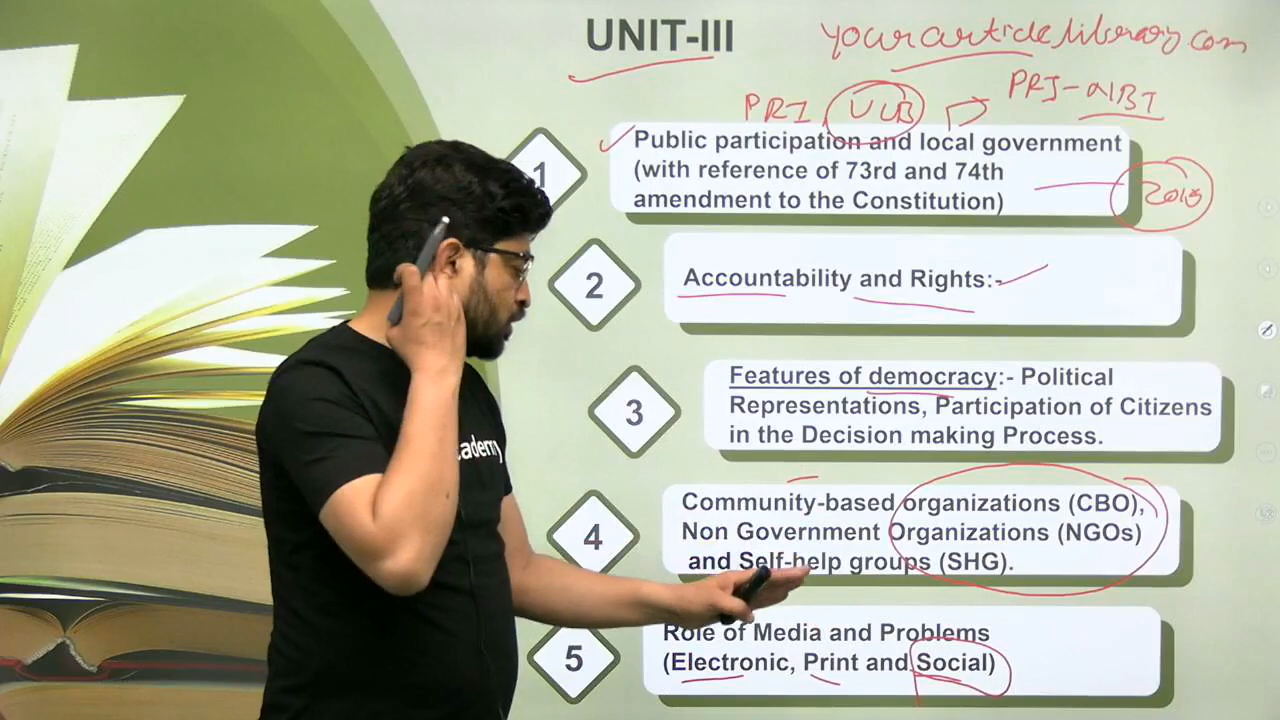 UNIT-III
yourarticlelibrary.com
PRI, ULB
PRI-
1
Public participation and local government
(with reference of 73rd and 74th
amendment to the Constitution)
2013
2
Accountability and Rights:-
3
Features of democracy:- Political
Representations, Participation of Citizens
in the Decision making Process.
4
Community-based organizations (CBO),
Non Government Organizations (NGOs)
and Self-help groups (SHG).
5
Role of Media and Problems
(Electronic, Print and Social)
cademy